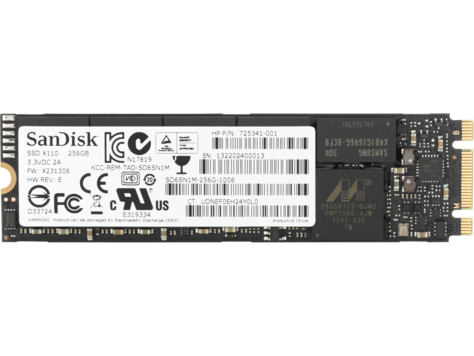 SanDisk
SSD X110 256GB
3.3VDC 2A
FW: X231306
HW REV: E
N17819
KCC-REM-TAD-SD6SN1M
D33724
E319334
HP P/N: 725341-001
SN: 132202400013
SD6SN1M-256G-1006
CT: UDNEF0EH24Y0L0
WARNING: Product can be damaged by Electrostatic Discharge (ESD)
Product of China
SAMSUNG
304